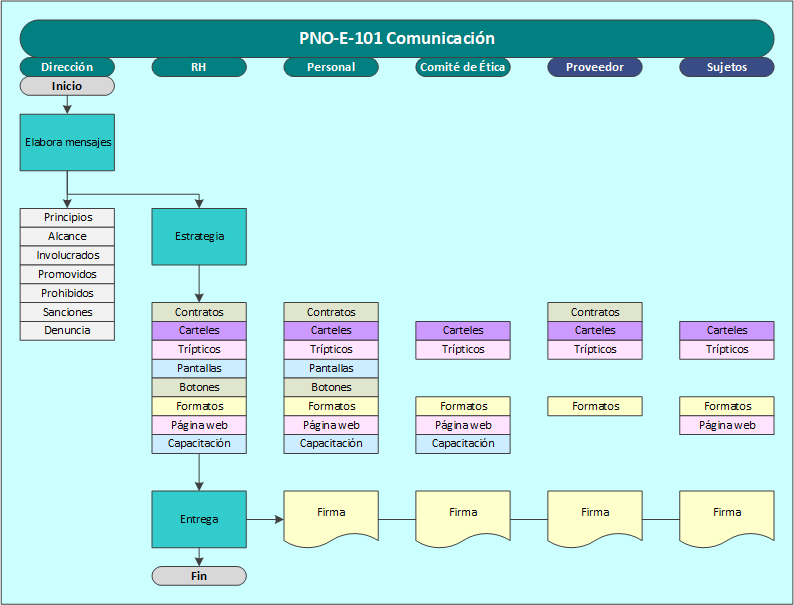 PNO-E-101 Comunicación
Dirección RH Personal Comité de Ética Proveedor Sujetos
Inicio
Elabora mensajes
Principios
Alcance
Involucrados
Promovidos
Prohibidos
Sanciones
Denuncia
Estrategia
Contratos Contratos Contratos
Carteles Carteles Carteles Carteles Carteles
Trípticos Trípticos Trípticos Trípticos Trípticos
Pantallas Pantallas
Botones Botones
Formatos Formatos Formatos Formatos Formatos
Página web Página web Página web Página web
Capacitación Capacitación Capacitación
Entrega Firma Firma Firma Firma
Fin